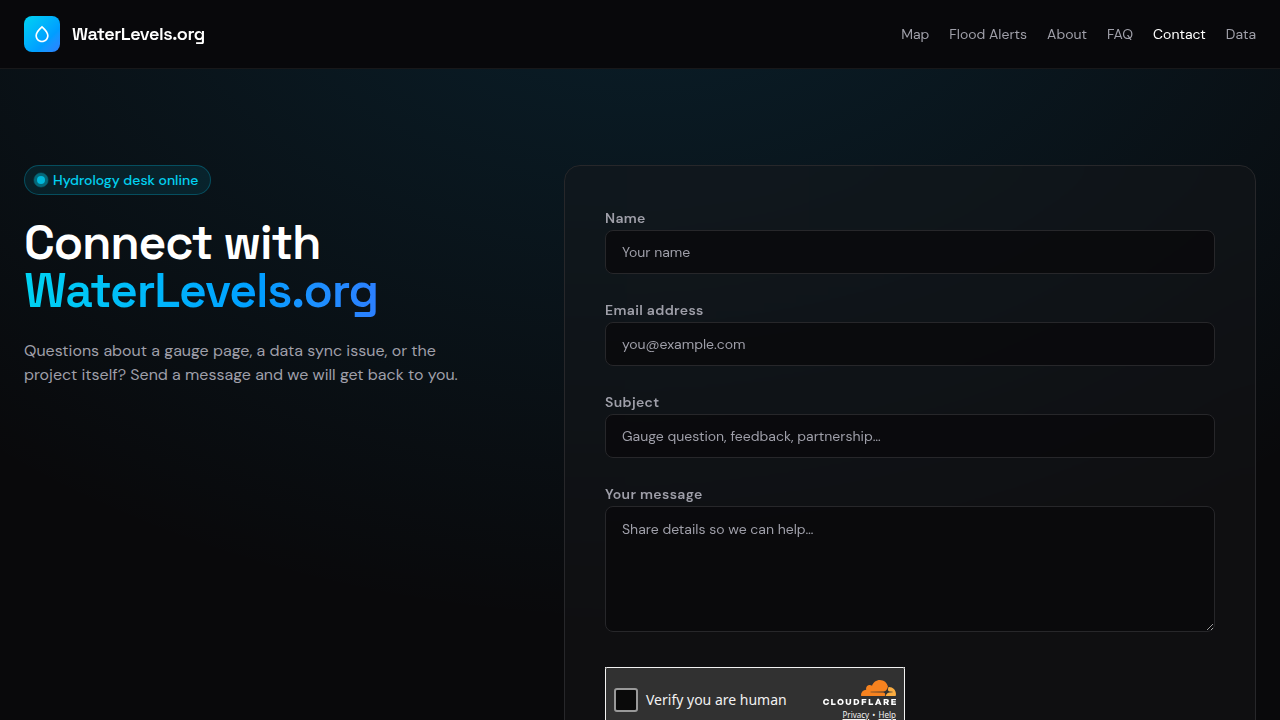 WaterLevels.org
Map
Flood Alerts
About
FAQ
Contact
Data
Hydrology desk online
Connect with
WaterLevels.org
Questions about a gauge page, a data sync issue, or the
project itself? Send a message and we will get back to you.
Name
Your name
Email address
you@example.com
Subject
Gauge question, feedback, partnership…
Your message
Share details so we can help…
Verify you are human
CLOUDFLARE
Privacy • Help